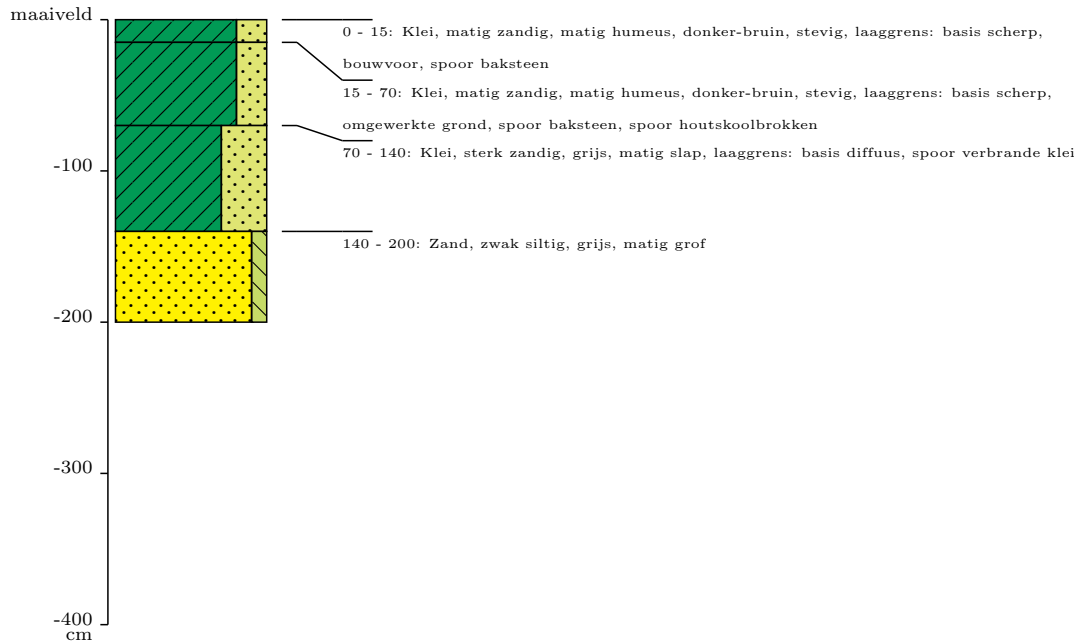 maaiveld
0 - 15: Klei, matig zandig, matig humeus, donker-bruin, stevig, laaggrens: basis scherp,
bouwvoor, spoor baksteen
15 - 70: Klei, matig zandig, matig humeus, donker-bruin, stevig, laaggrens: basis scherp,
omgewerkte grond, spoor baksteen, spoor houtskoolbrokken
70 - 140: Klei, sterk zandig, grijs, matig slap, laaggrens: basis diffuus, spoor verbrande klei
-100
140 - 200: Zand, zwak siltig, grijs, matig grof
-200
-300
-400
cm